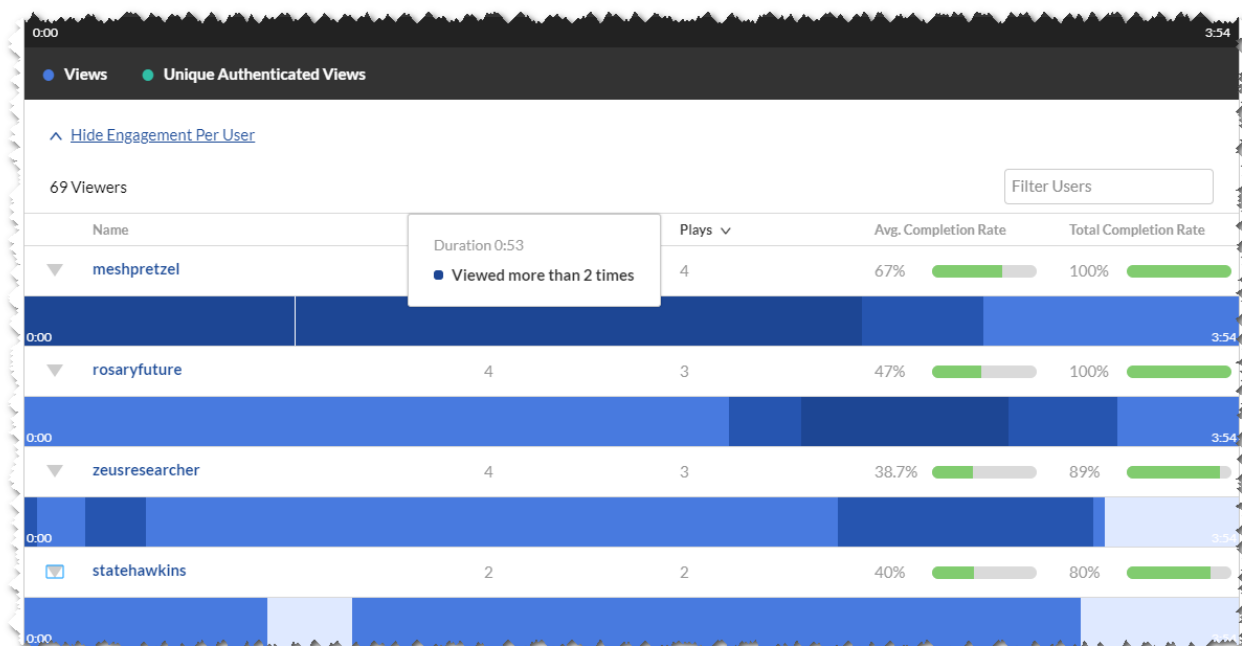 0:00 3:54
Views Unique Authenticated Views
Hide Engagement Per User
69 Viewers Filter Users
Name Plays Avg. Completion Rate Total Completion Rate
Duration 0:53
Viewed more than 2 times
meshpretzel 4 67% 100%
0:00 3:54
rosaryfuture 4 3 47% 100%
0:00 3:54
zeusresearcher 4 3 38.7% 89%
0:00 3:54
statehawkins 2 2 40% 80%
0:00